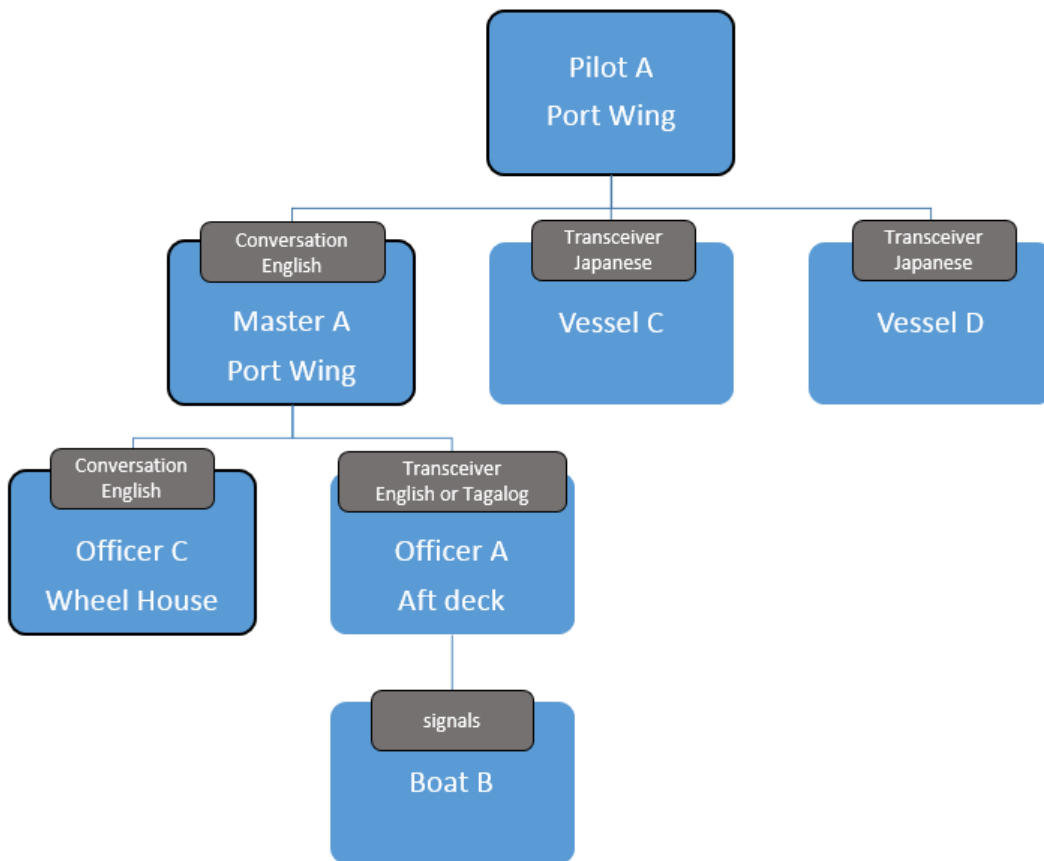 Pilot A
Port Wing
Conversation
English
Master A
Port Wing
Transceiver
Japanese
Vessel C
Transceiver
Japanese
Vessel D
Conversation
English
Officer C
Wheel House
Transceiver
English or Tagalog
Officer A
Aft deck
signals
Boat B